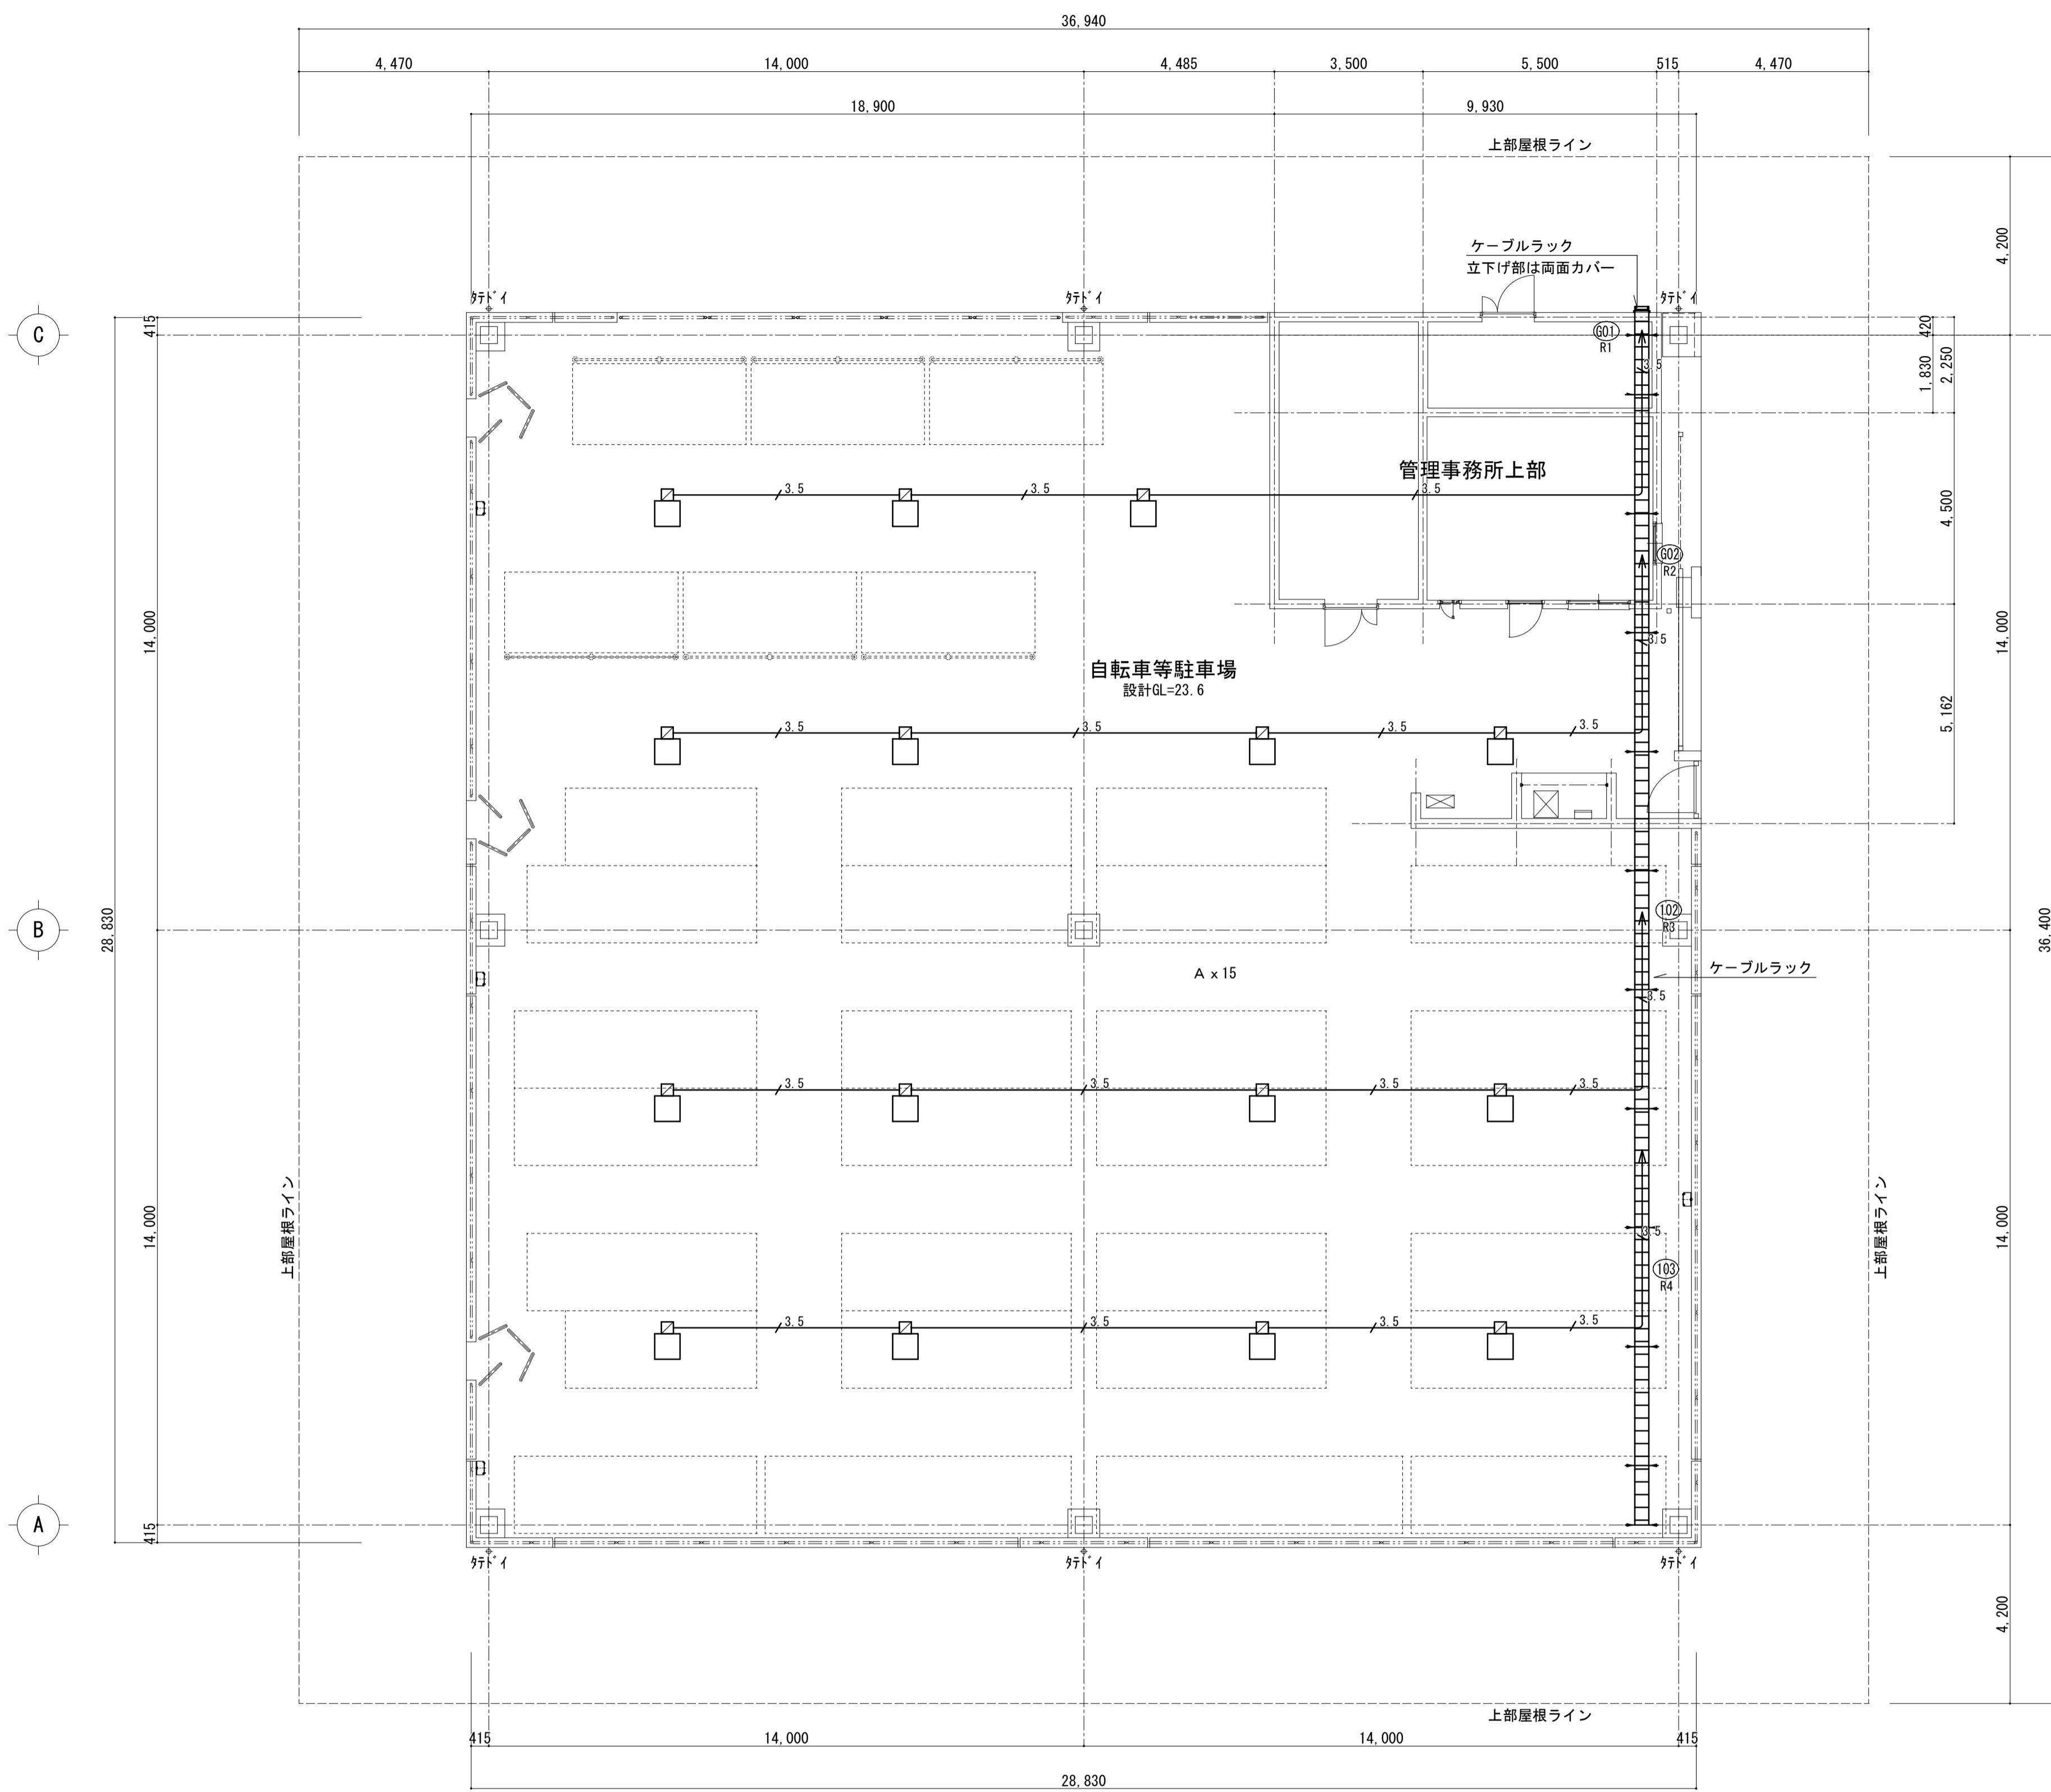 36,940
4,470
14,000
4,485
3,500
5,500
515
4,470
18,900
9,930
上部屋根ライン
4,200
ケーブルラック
立下げ部は両面カバー
ﾀﾃﾄﾞｲ
ﾀﾃﾄﾞｲ
ﾀﾃﾄﾞｲ
C
415
G01
R1
420
3.5
1,830
2,250
管理事務所上部
3.5
3.5
3.5
4,500
G02
R2
14,000
14,000
3.5
自転車等駐車場
設計GL=23.6
5,162
3.5
3.5
3.5
3.5
B
28,830
102
R3
36,400
A x 15
ケーブルラック
3.5
3.5
3.5
3.5
3.5
上部屋根ライン
14,000
上部屋根ライン
14,000
3.5
103
R4
3.5
3.5
3.5
3.5
A
415
ﾀﾃﾄﾞｲ
ﾀﾃﾄﾞｲ
ﾀﾃﾄﾞｲ
4,200
上部屋根ライン
415
14,000
14,000
415
28,830